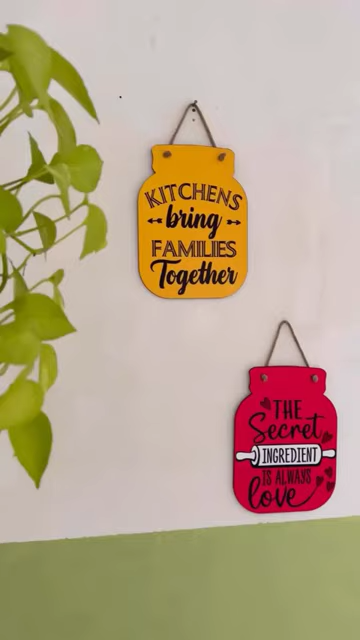 KITCHENS
bring
FAMILIES
Together
THE
Secret
INGREDIENT
IS ALWAYS
love